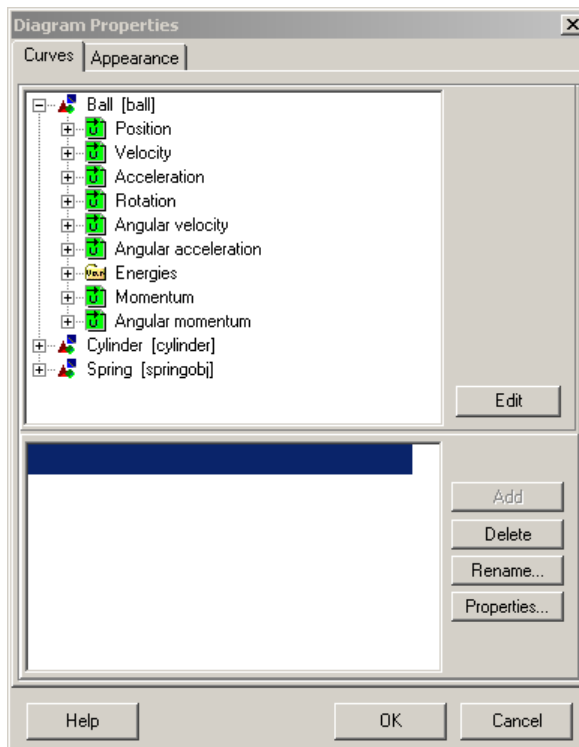 Diagram Properties
Curves Appearance
Ball [ball]
Position
Velocity
Acceleration
Rotation
Angular velocity
Angular acceleration
Energies
Momentum
Angular momentum
Cylinder [cylinder]
Spring [springobj]
Edit
Add
Delete
Rename...
Properties...
Help OK Cancel